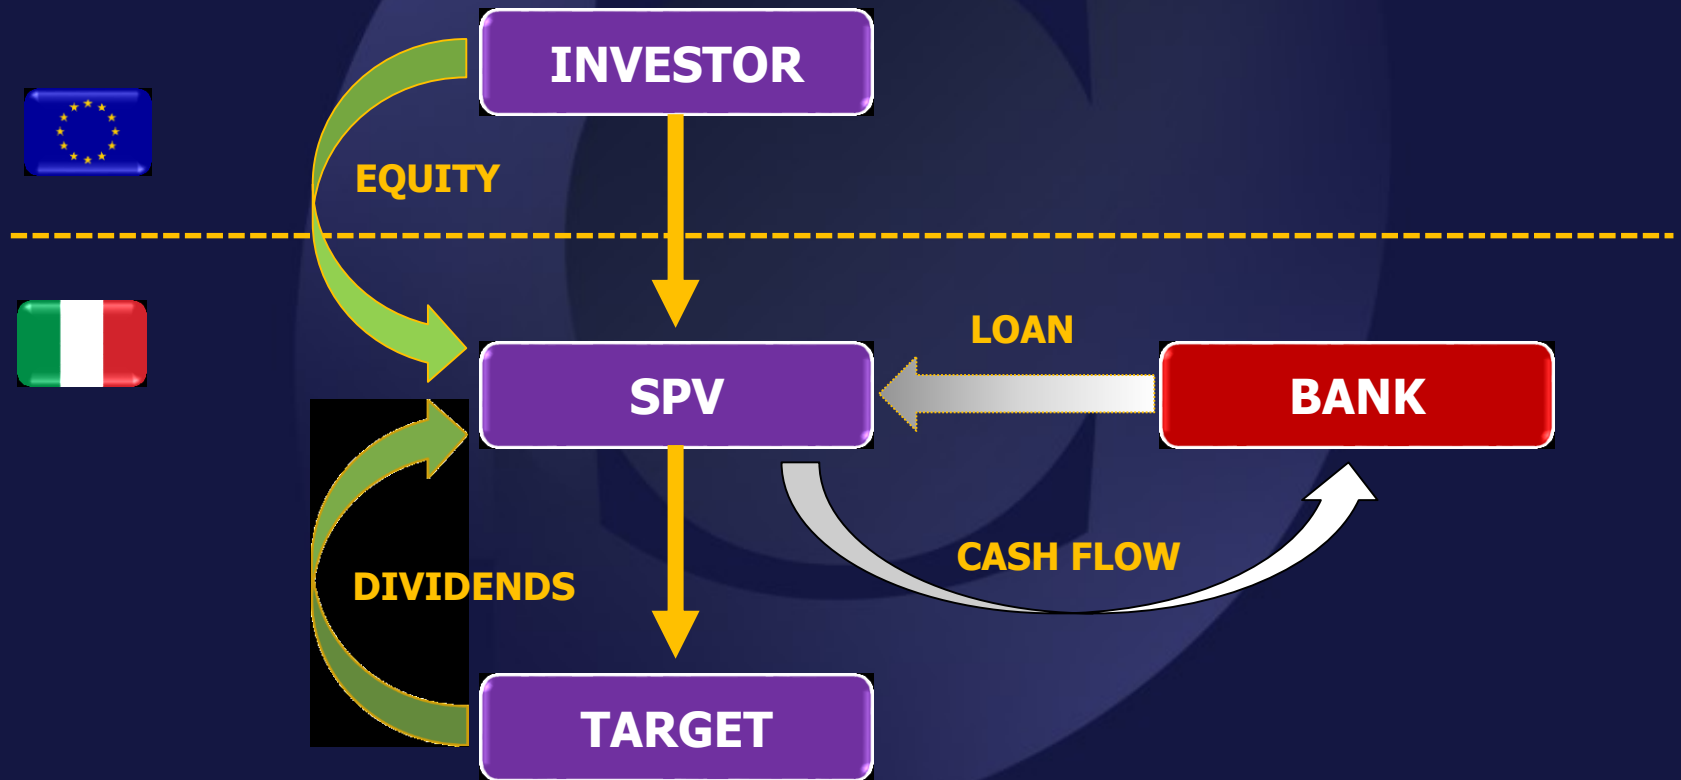 INVESTOR
EQUITY
LOAN
SPV
BANK
CASH FLOW
DIVIDENDS
TARGET